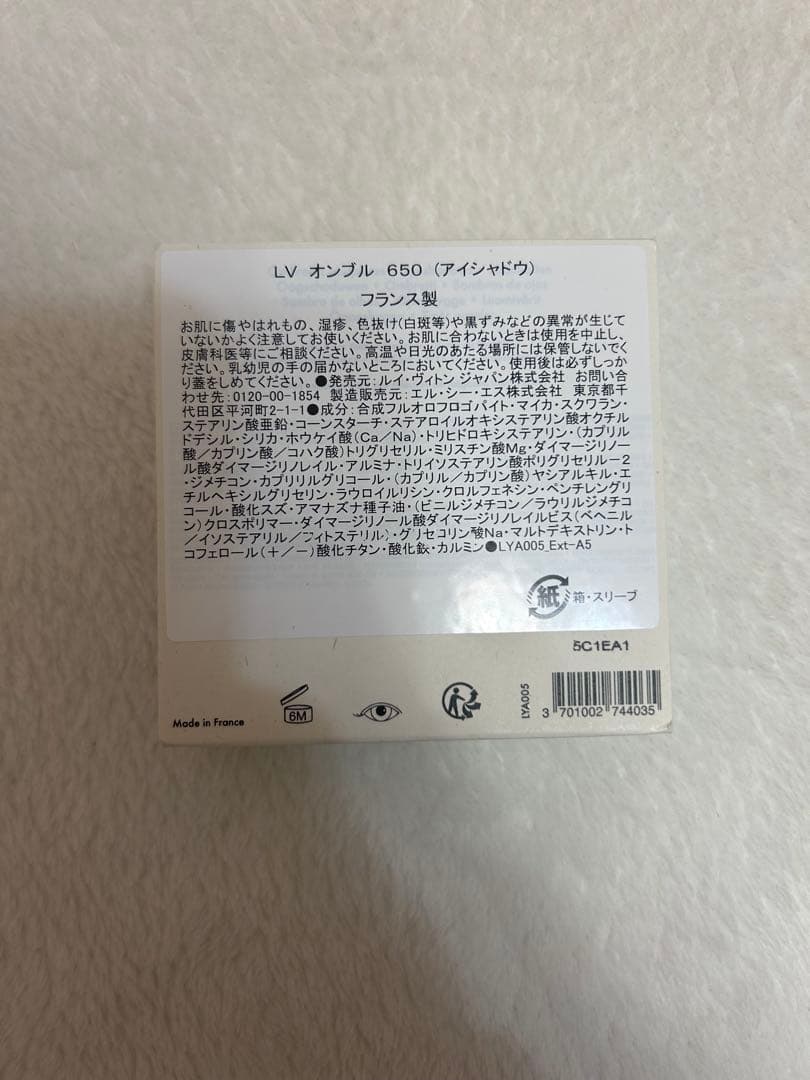 LV オンブル 650 (アイシャドウ)
フランス製
お肌に傷やはれもの、湿疹、色抜け(白斑等)や黒ずみなどの異常が生じて
いないかよく注意してお使いください。お肌に合わないときは使用を中止し、
皮膚科医等にご相談ください。高温や日光のあたる場所には保管しないでく
ださい。乳幼児の手の届かないところにおいてください。使用後は必ずしっか
り蓋をしめてください。●発売元:ルイ・ヴィトン ジャパン株式会社 お問い合
わせ先:0120-00-1854 製造販売元:エル・シー・エス株式会社 東京都千
代田区平河町2-1-1●成分:合成フルオロフロゴパイト・マイカ・スクワラン・
ステアリン酸亜鉛・コーンスターチ・ステアロイルオキシステアリン酸オクチルド
デシル・シリカ・ホウケイ酸(Ca/Na)・トリヒドロキシステアリン・(カプリル
酸/カプリン酸/コハク酸)トリグリセリル・ミリスチン酸Mg・ダイマージリノー
ル酸ダイマージリノレイル・アルミナ・トリイソステアリン酸ポリグリセリル-2
・ジメチコン・カプリリルグリコール・(カプリル/カプリン酸)ヤシアルキル・エ
チルヘキシルグリセリン・ラウロイルリシン・クロルフェネシン・ペンチレングリ
コール・酸化スズ・アマナズナ種子油・(ビニルジメチコン/ラウリルジメチコ
ン)クロスポリマー・ダイマージリノール酸ダイマージリノレイルビス(ベヘニル
/イソステアリル/フィトステリル)・グリセロリン酸Na・マルトデキストリン・ト
コフェロール(+/-)酸化チタン・酸化鉄・カルミン●LYA005_Ext-A5
紙 箱・スリーブ
5C1EA1
Made in France
6M
LYA005
3 701002 744035